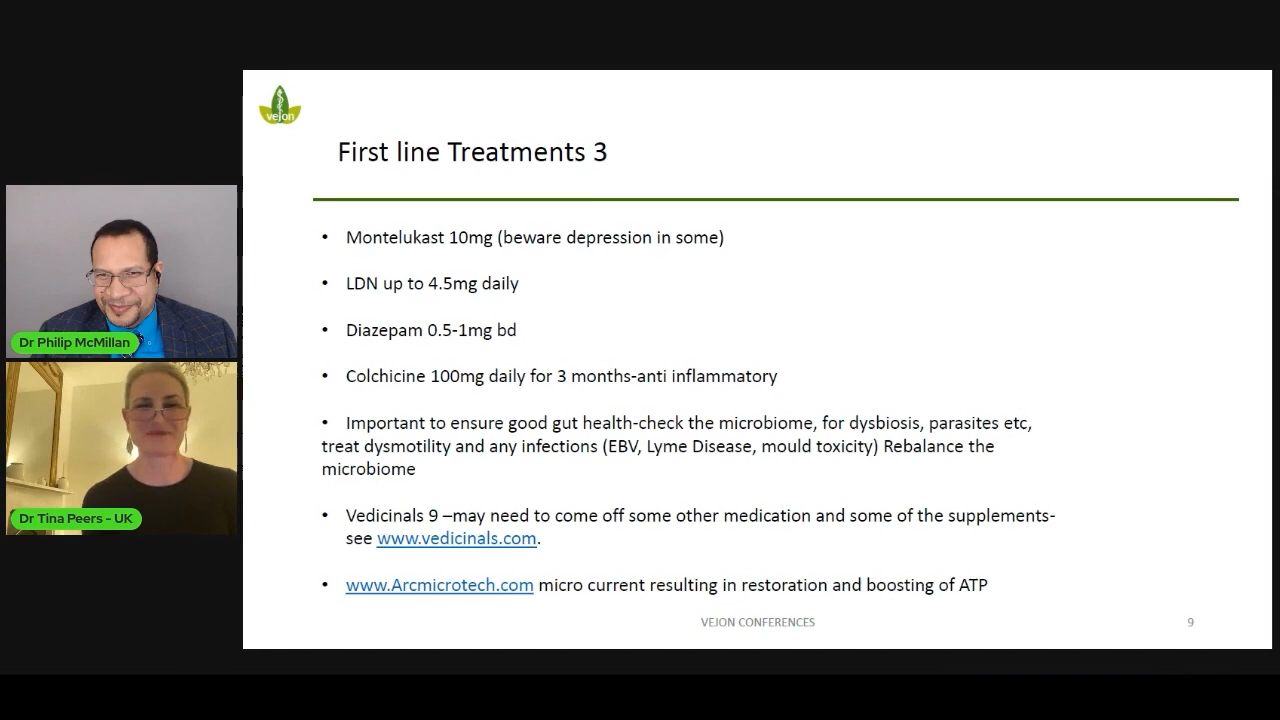 vejon
First line Treatments 3
• Montelukast 10mg (beware depression in some)
• LDN up to 4.5mg daily
• Diazepam 0.5-1mg bd
• Colchicine 100mg daily for 3 months-anti inflammatory
• Important to ensure good gut health-check the microbiome, for dysbiosis, parasites etc,
treat dysmotility and any infections (EBV, Lyme Disease, mould toxicity) Rebalance the
microbiome
• Vedicinals 9 –may need to come off some other medication and some of the supplements-
see www.vedicinals.com.
• www.Arcmicrotech.com micro current resulting in restoration and boosting of ATP
VEJON CONFERENCES
9
Dr Philip McMillan
Dr Tina Peers - UK